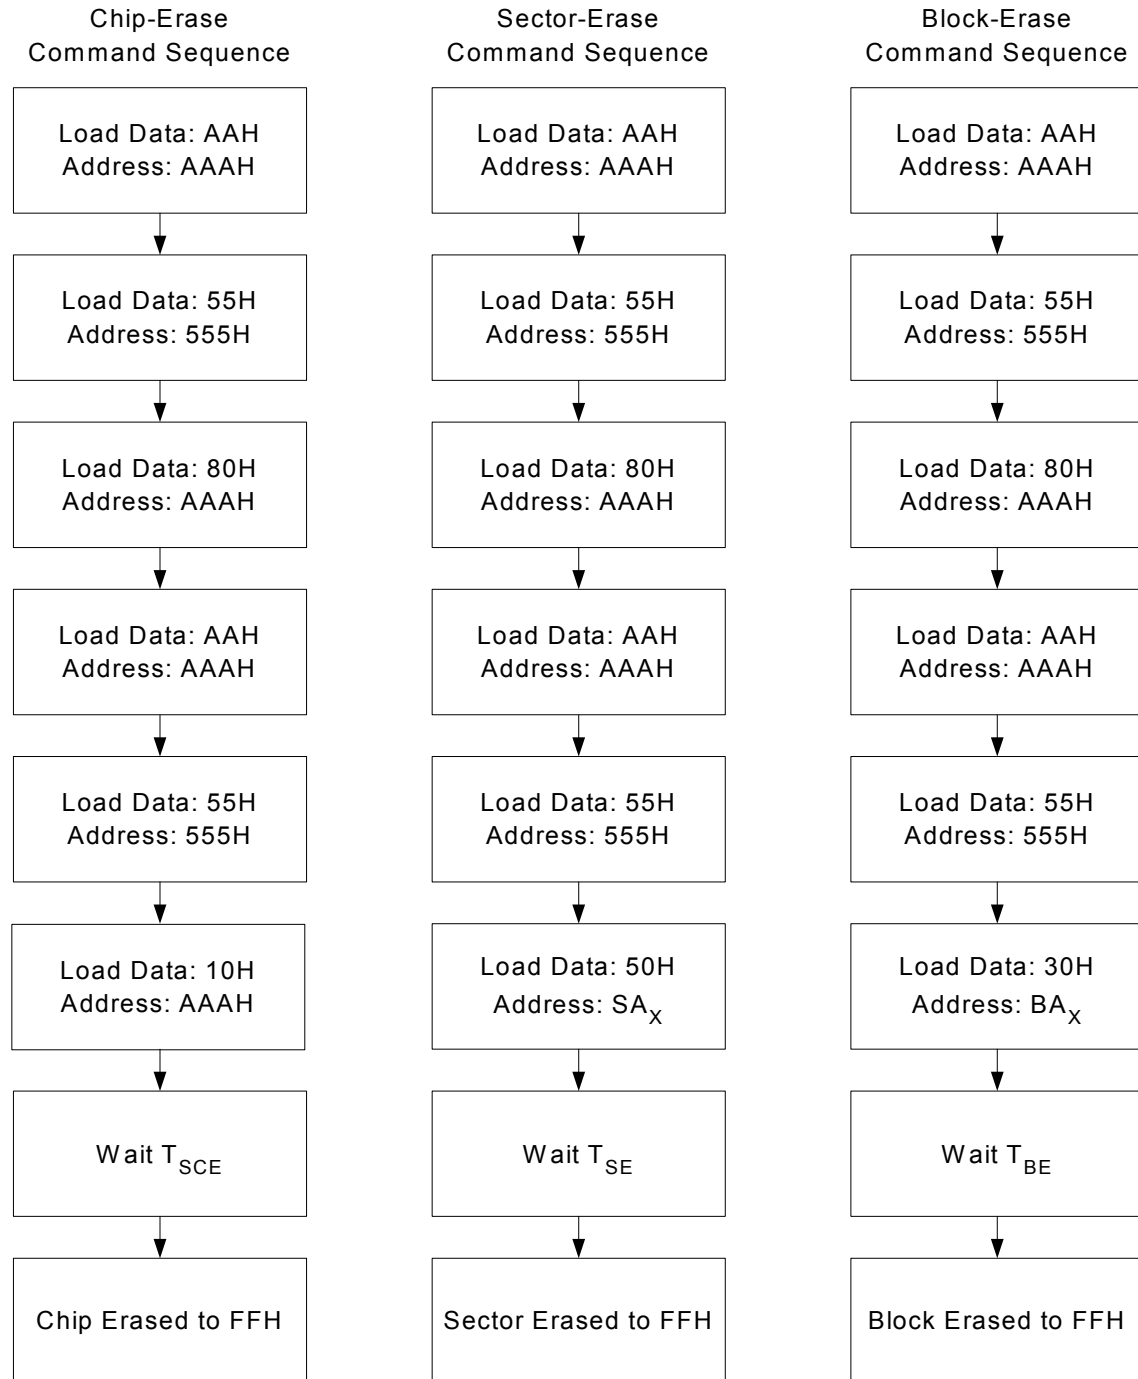 Chip-Erase
Command Sequence
Load Data: AAH
Address: AAAH
Load Data: 55H
Address: 555H
Load Data: 80H
Address: AAAH
Load Data: AAH
Address: AAAH
Load Data: 55H
Address: 555H
Load Data: 10H
Address: AAAH
Wait TSCE
Chip Erased to FFH
Sector-Erase
Command Sequence
Load Data: AAH
Address: AAAH
Load Data: 55H
Address: 555H
Load Data: 80H
Address: AAAH
Load Data: AAH
Address: AAAH
Load Data: 55H
Address: 555H
Load Data: 50H
Address: SAX
Wait TSE
Sector Erased to FFH
Block-Erase
Command Sequence
Load Data: AAH
Address: AAAH
Load Data: 55H
Address: 555H
Load Data: 80H
Address: AAAH
Load Data: AAH
Address: AAAH
Load Data: 55H
Address: 555H
Load Data: 30H
Address: BAX
Wait TBE
Block Erased to FFH